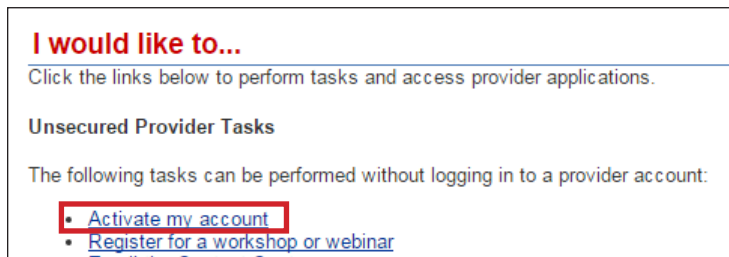 I would like to...
Click the links below to perform tasks and access provider applications.
Unsecured Provider Tasks
The following tasks can be performed without logging in to a provider account:
• Activate my account
• Register for a workshop or webinar